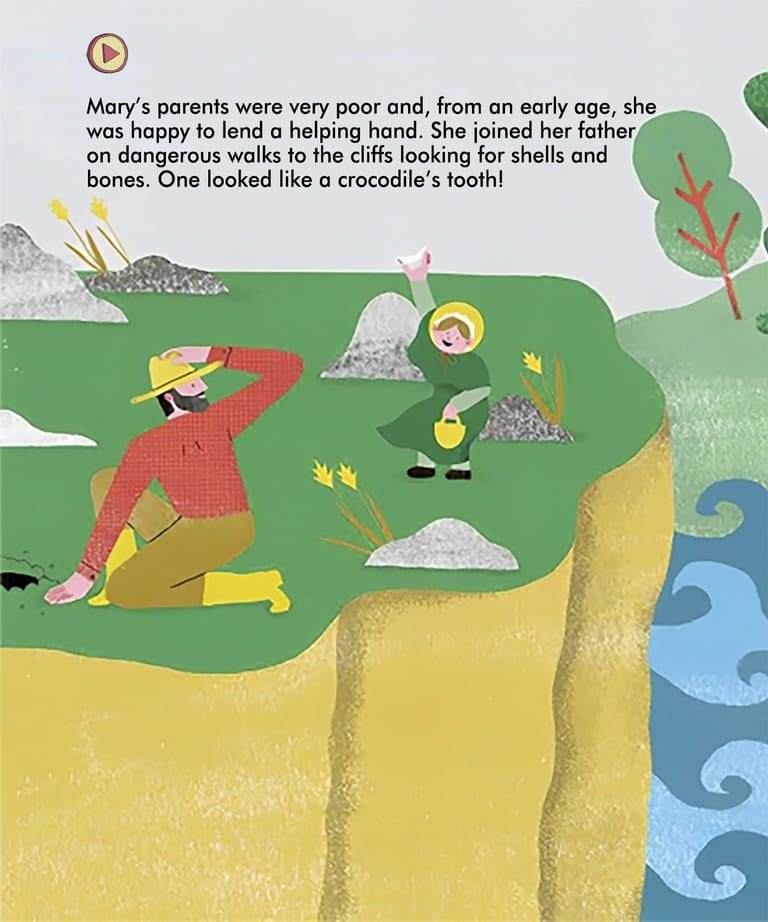 Mary's parents were very poor and, from an early age, she
was happy to lend a helping hand. She joined her father
on dangerous walks to the cliffs looking for shells and
bones. One looked like a crocodile's tooth!